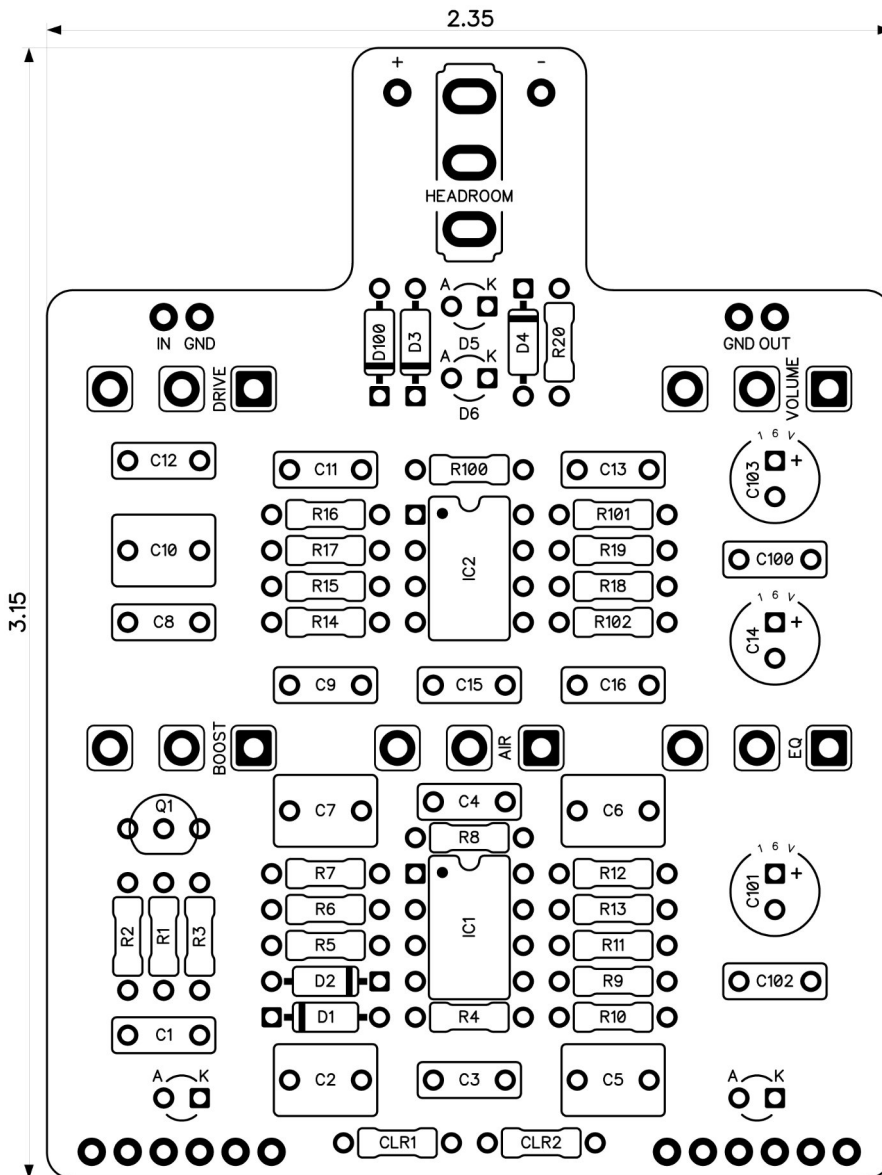 2.35
3.15
+ -
HEADROOM
A K
D5
A K
D6
D100
D3
D4
R20
IN GND
GND OUT
DRIVE
VOLUME
C12
C11
R100
C13
16V
+
C103
R16
R101
R17
R19
R15
R18
R14
R102
IC2
C10
C8
C100
16V
+
C14
C9
C15
C16
BOOST
AIR
EQ
Q1
C7
C4
C6
R8
R7
R12
R6
R13
R5
R11
D2
R9
D1
R4
R10
IC1
16V
+
C101
R2
R1
R3
C102
C1
C2
C3
C5
A K
A K
CLR1
CLR2